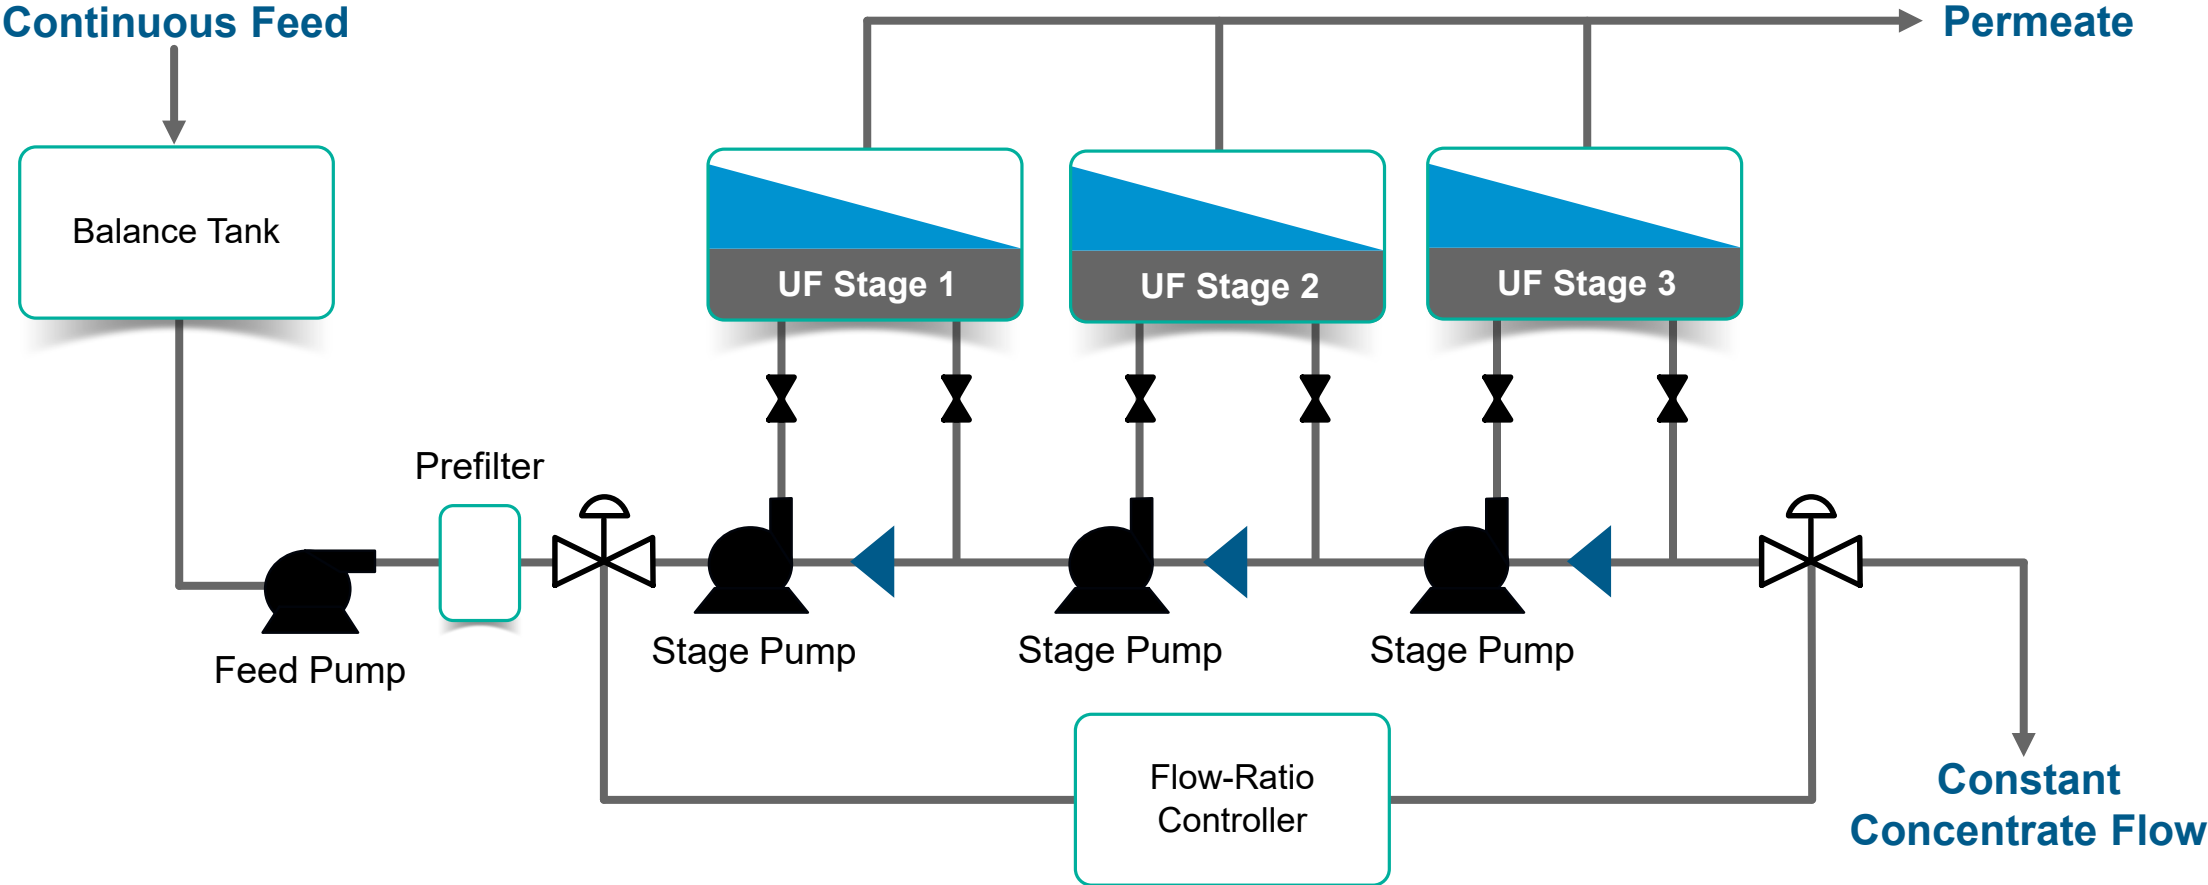 Continuous Feed
Permeate
Balance Tank
UF Stage 1
UF Stage 2
UF Stage 3
Prefilter
Feed Pump
Stage Pump
Stage Pump
Stage Pump
Flow-Ratio
Controller
Constant
Concentrate Flow